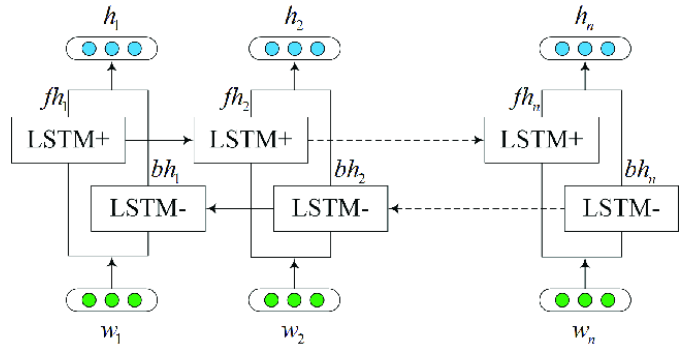 h₁ h₂ hₙ
fh₁ fh₂ fhₙ
LSTM+ LSTM+ LSTM+
bh₁ bh₂ bhₙ
LSTM- LSTM- LSTM-
w₁ w₂ wₙ